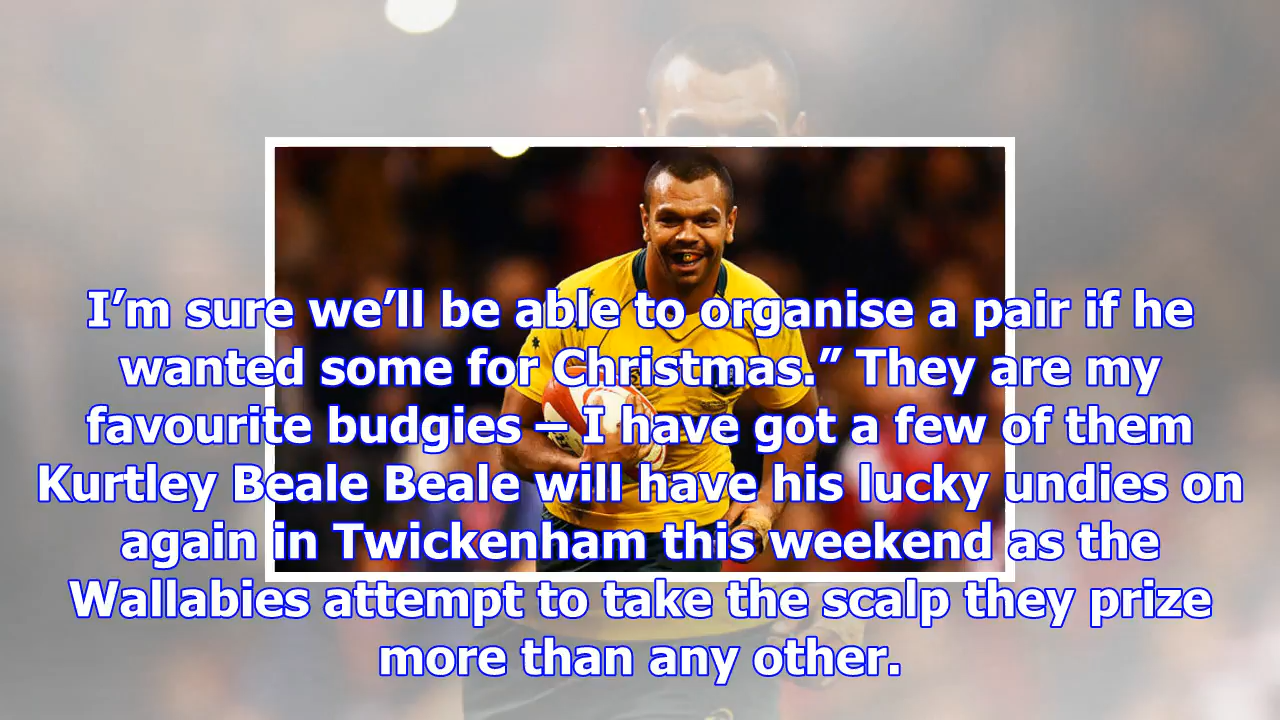 I’m sure we’ll be able to organise a pair if he
wanted some for Christmas.” They are my
favourite budgies – I have got a few of them
Kurtley Beale Beale will have his lucky undies on
again in Twickenham this weekend as the
Wallabies attempt to take the scalp they prize
more than any other.